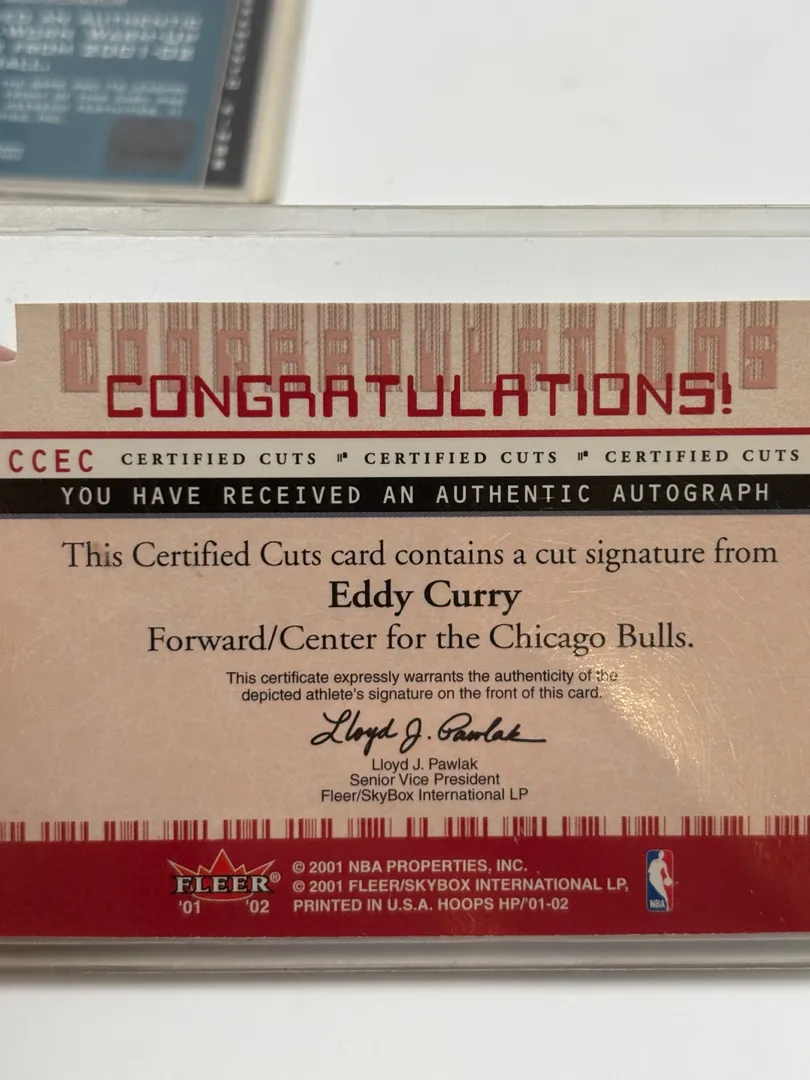 FROM 2001-02
CONGRATULATIONS
CONGRATULATIONS!
CCEC CERTIFIED CUTS CERTIFIED CUTS CERTIFIED CUTS
YOU HAVE RECEIVED AN AUTHENTIC AUTOGRAPH
This Certified Cuts card contains a cut signature from
Eddy Curry
Forward/Center for the Chicago Bulls.
This certificate expressly warrants the authenticity of the
depicted athlete's signature on the front of this card.
Lloyd J. Pawlak
Lloyd J. Pawlak
Senior Vice President
Fleer/SkyBox International LP
FLEER®
'01 '02
© 2001 NBA PROPERTIES, INC.
© 2001 FLEER/SKYBOX INTERNATIONAL LP,
PRINTED IN U.S.A. HOOPS HP/'01-02
NBA